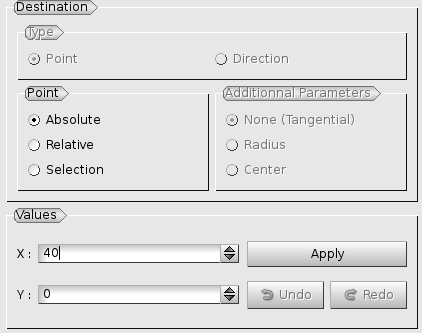 Destination
Type
Point Direction
Point Additionnal Parameters
Absolute None (Tangential)
Relative Radius
Selection Center
Values
X : 40 Apply
Y : 0 Undo Redo